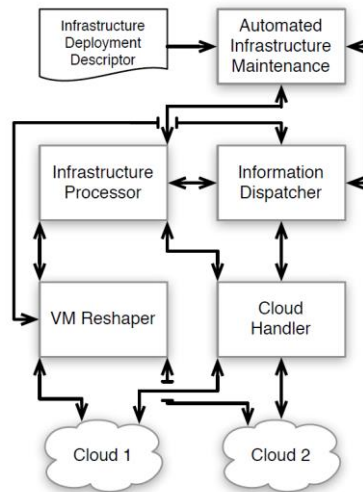 Infrastructure
Deployment
Descriptor
Automated
Infrastructure
Maintenance
Infrastructure
Processor
Information
Dispatcher
VM Reshaper
Cloud
Handler
Cloud 1
Cloud 2